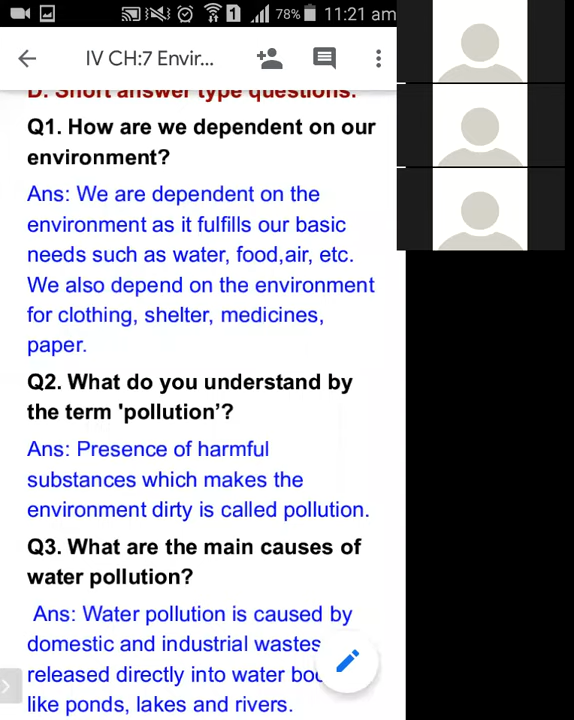 1 78% 11:21 am
IV CH:7 Envir...
D. Short answer type questions.
Q1. How are we dependent on our
environment?
Ans: We are dependent on the
environment as it fulfills our basic
needs such as water, food,air, etc.
We also depend on the environment
for clothing, shelter, medicines,
paper.
Q2. What do you understand by
the term 'pollution’?
Ans: Presence of harmful
substances which makes the
environment dirty is called pollution.
Q3. What are the main causes of
water pollution?
Ans: Water pollution is caused by
domestic and industrial wastes
released directly into water
like ponds, lakes and rivers.